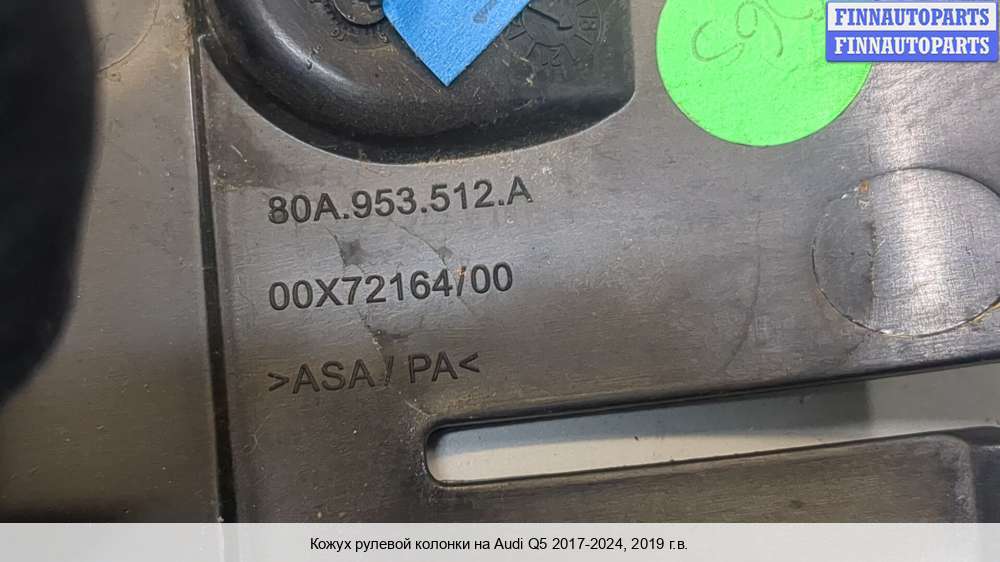 FINNAUTOPARTS
FINNAUTOPARTS
80A.953.512.A
00X72164/00
>ASA/PA<
Кожух рулевой колонки на Audi Q5 2017-2024, 2019 г.в.